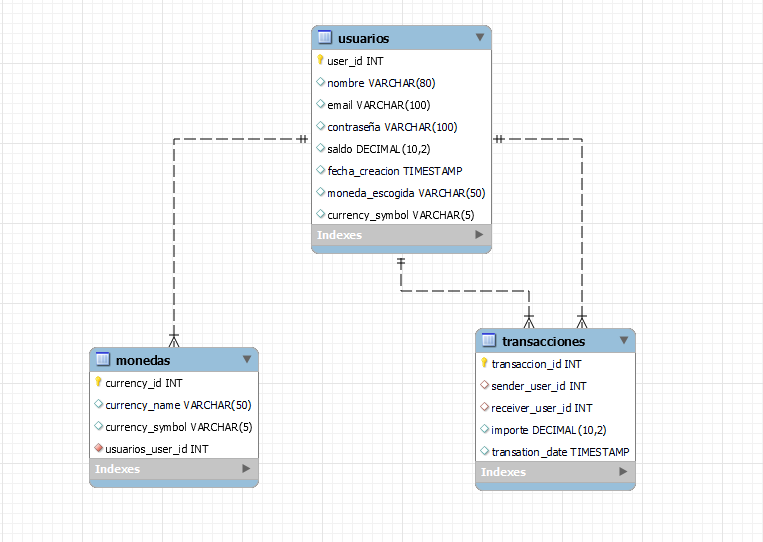 usuarios
user_id INT
nombre VARCHAR(80)
email VARCHAR(100)
contraseña VARCHAR(100)
saldo DECIMAL(10,2)
fecha_creacion TIMESTAMP
moneda_escogida VARCHAR(50)
currency_symbol VARCHAR(5)
Indexes
monedas
currency_id INT
currency_name VARCHAR(50)
currency_symbol VARCHAR(5)
usuarios_user_id INT
Indexes
transacciones
transaccion_id INT
sender_user_id INT
receiver_user_id INT
importe DECIMAL(10,2)
transation_date TIMESTAMP
Indexes